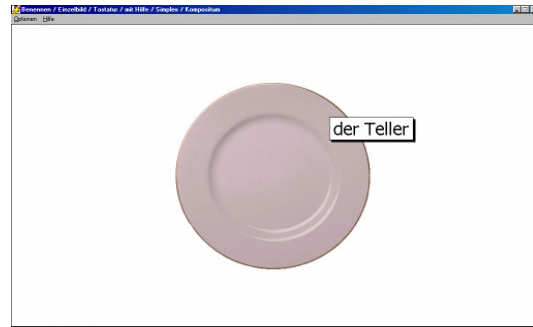 Benennen / Einzelbild / Tastatur / mit Hilfe / Simplex / Kompositum
Optionen Hilfe
der Teller